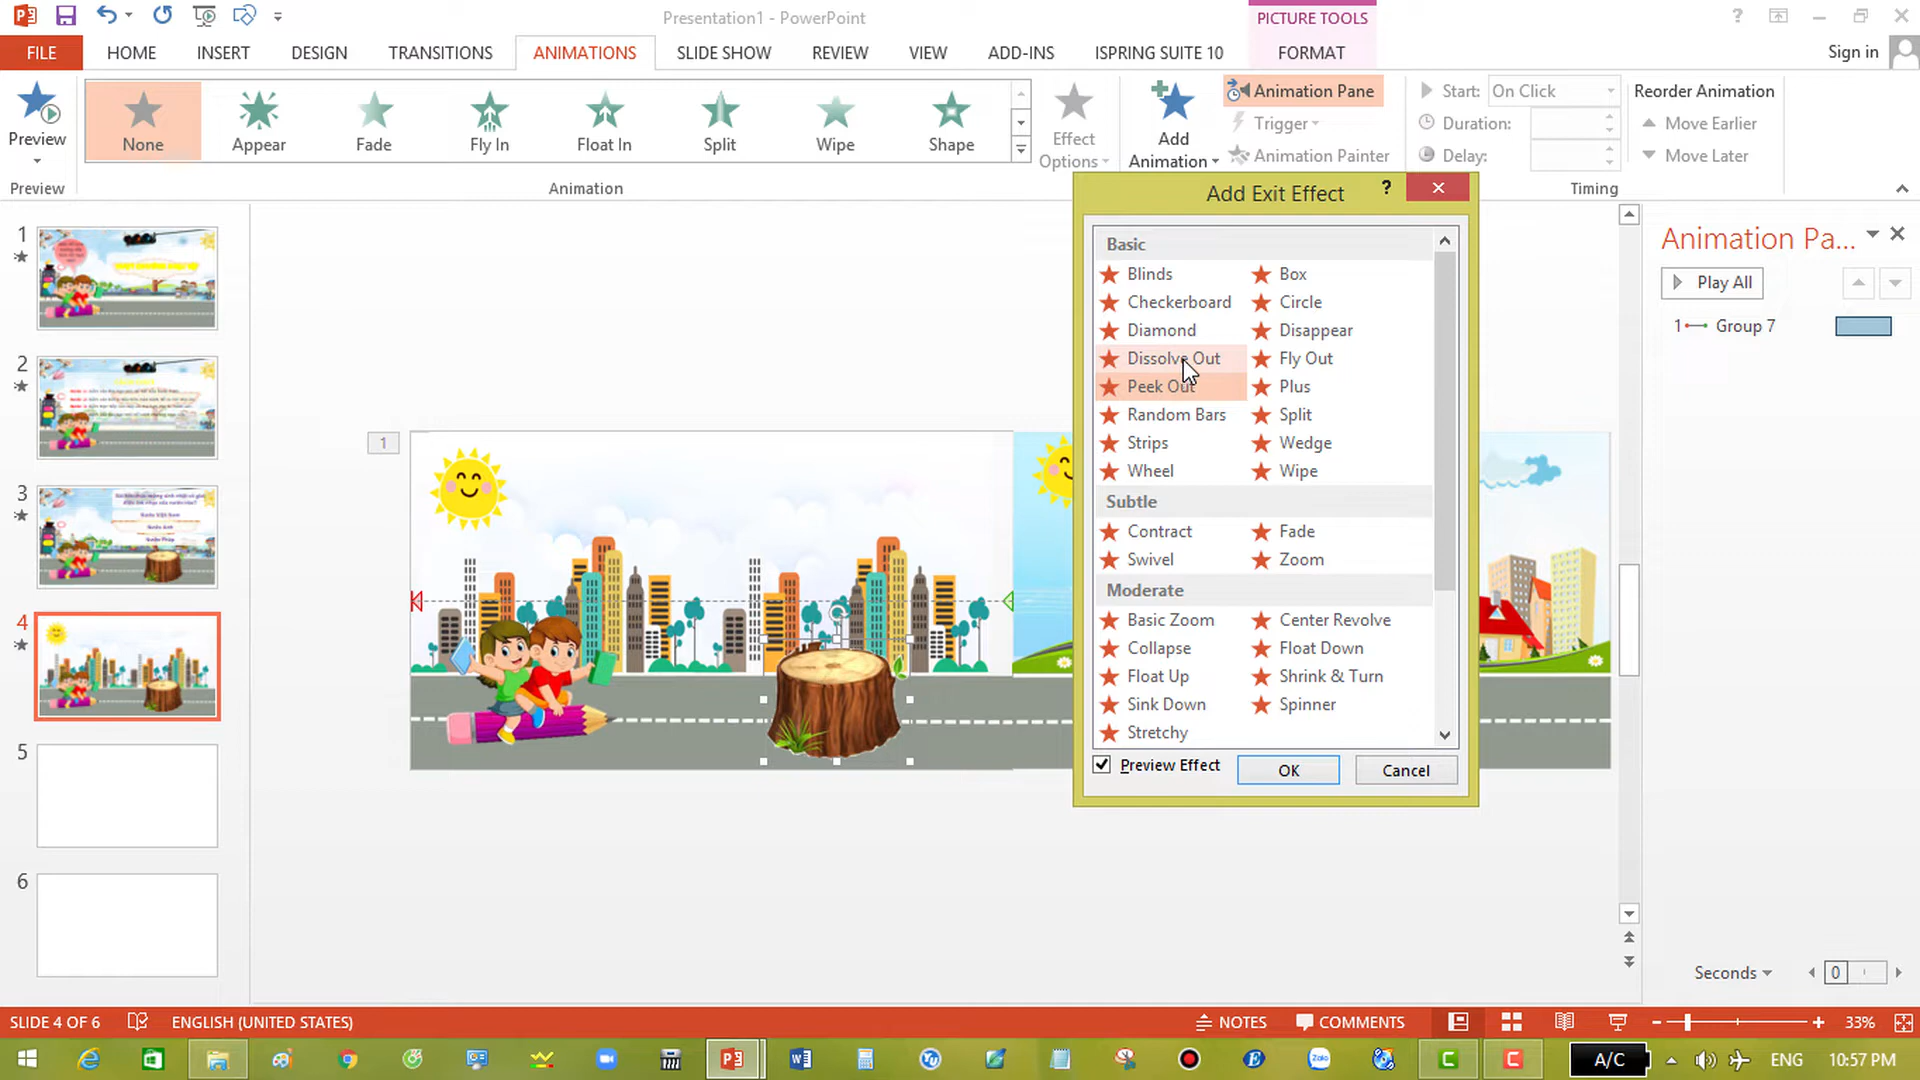 Presentation1 - PowerPoint
PICTURE TOOLS
?
FILE
HOME
INSERT
DESIGN
TRANSITIONS
ANIMATIONS
SLIDE SHOW
REVIEW
VIEW
ADD-INS
ISPRING SUITE 10
FORMAT
Sign in
Preview
None
Appear
Fade
Fly In
Float In
Split
Wipe
Shape
Effect
Options
Add
Animation
Animation Pane
Trigger
Animation Painter
Start: On Click
Duration:
Delay:
Reorder Animation
Move Earlier
Move Later
Preview
Animation
Timing
Add Exit Effect
?
Basic
Blinds
Box
Checkerboard
Circle
Diamond
Disappear
Dissolve Out
Fly Out
Peek Out
Plus
Random Bars
Split
Strips
Wedge
Wheel
Wipe
Subtle
Contract
Fade
Swivel
Zoom
Moderate
Basic Zoom
Center Revolve
Collapse
Float Down
Float Up
Shrink & Turn
Sink Down
Spinner
Stretchy
Preview Effect
OK
Cancel
Animation Pa...
Play All
1
Group 7
Seconds
0
1
2
3
4
5
6
1
SLIDE 4 OF 6
ENGLISH (UNITED STATES)
NOTES
COMMENTS
33%
A/C
ENG
10:57 PM